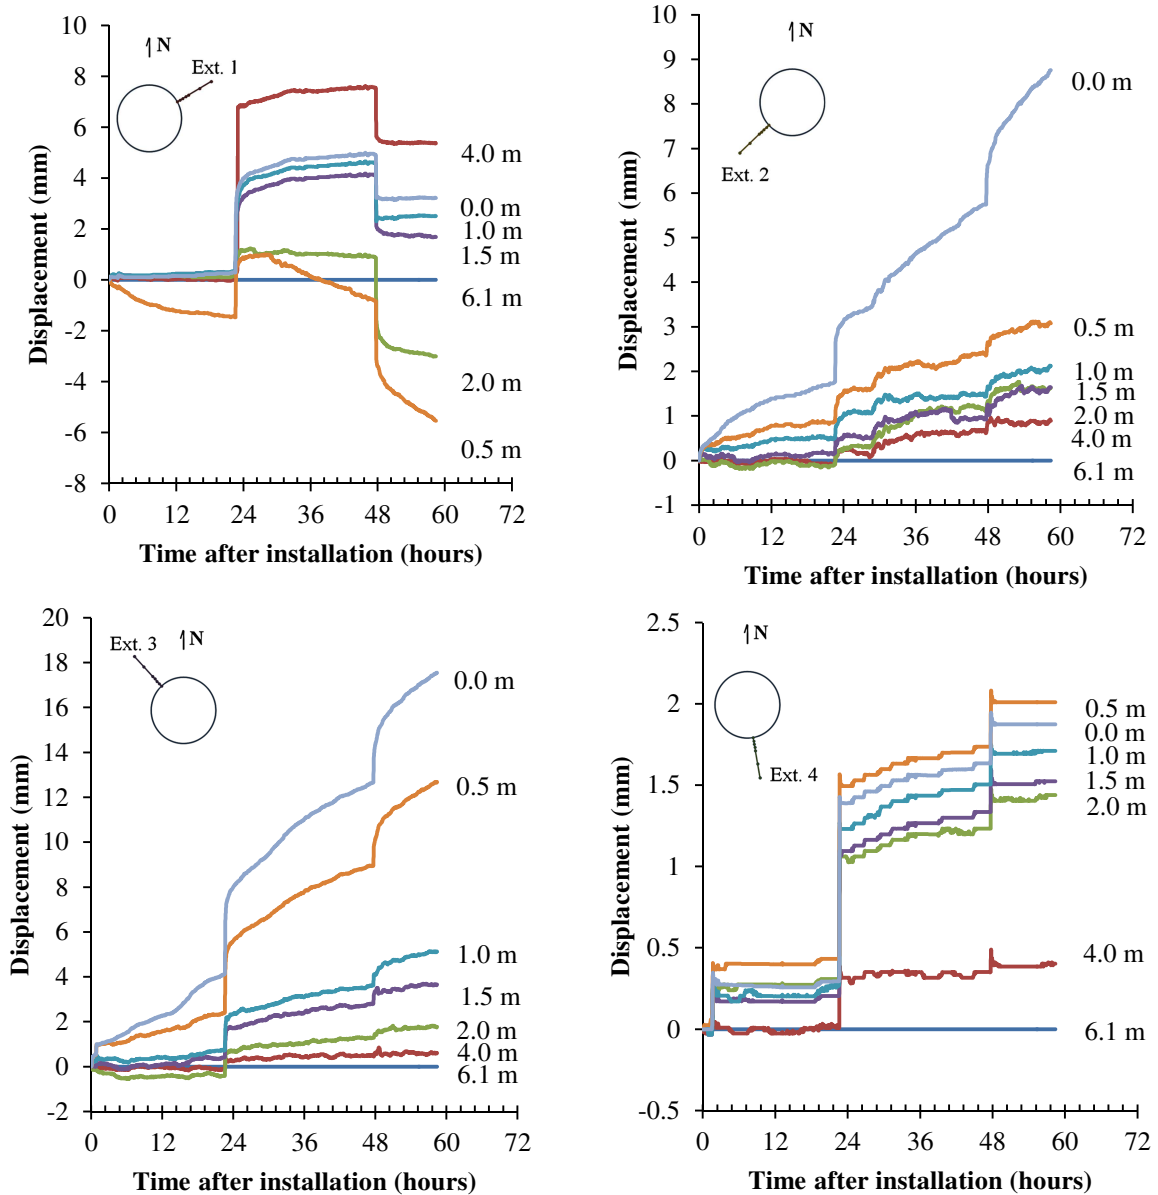 10
8
6
4
2
0
-2
-4
-6
-8
0 12 24 36 48 60 72
Displacement (mm)
Time after installation (hours)
N
Ext. 1
4.0 m
0.0 m
1.0 m
1.5 m
6.1 m
2.0 m
0.5 m
10
9
8
7
6
5
4
3
2
1
0
-1
0 12 24 36 48 60 72
Displacement (mm)
Time after installation (hours)
N
Ext. 2
0.0 m
0.5 m
1.0 m
1.5 m
2.0 m
4.0 m
6.1 m
20
18
16
14
12
10
8
6
4
2
0
-2
0 12 24 36 48 60 72
Displacement (mm)
Time after installation (hours)
Ext. 3
N
0.0 m
0.5 m
1.0 m
1.5 m
2.0 m
4.0 m
6.1 m
2.5
2
1.5
1
0.5
0
-0.5
0 12 24 36 48 60 72
Displacement (mm)
Time after installation (hours)
N
Ext. 4
0.5 m
0.0 m
1.0 m
1.5 m
2.0 m
4.0 m
6.1 m